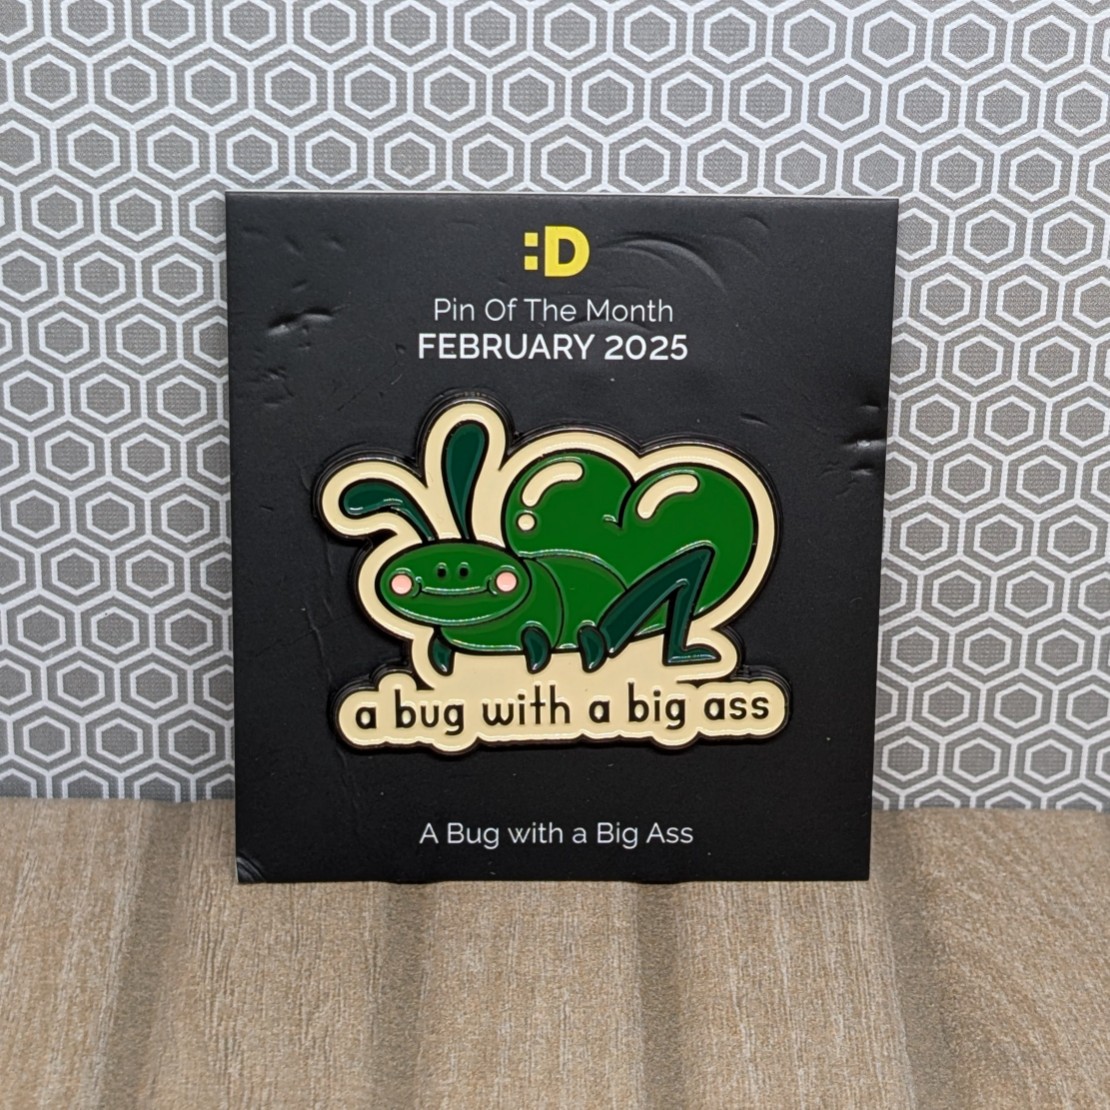 :D
Pin Of The Month
FEBRUARY 2025
a bug with a big ass
A Bug with a Big Ass